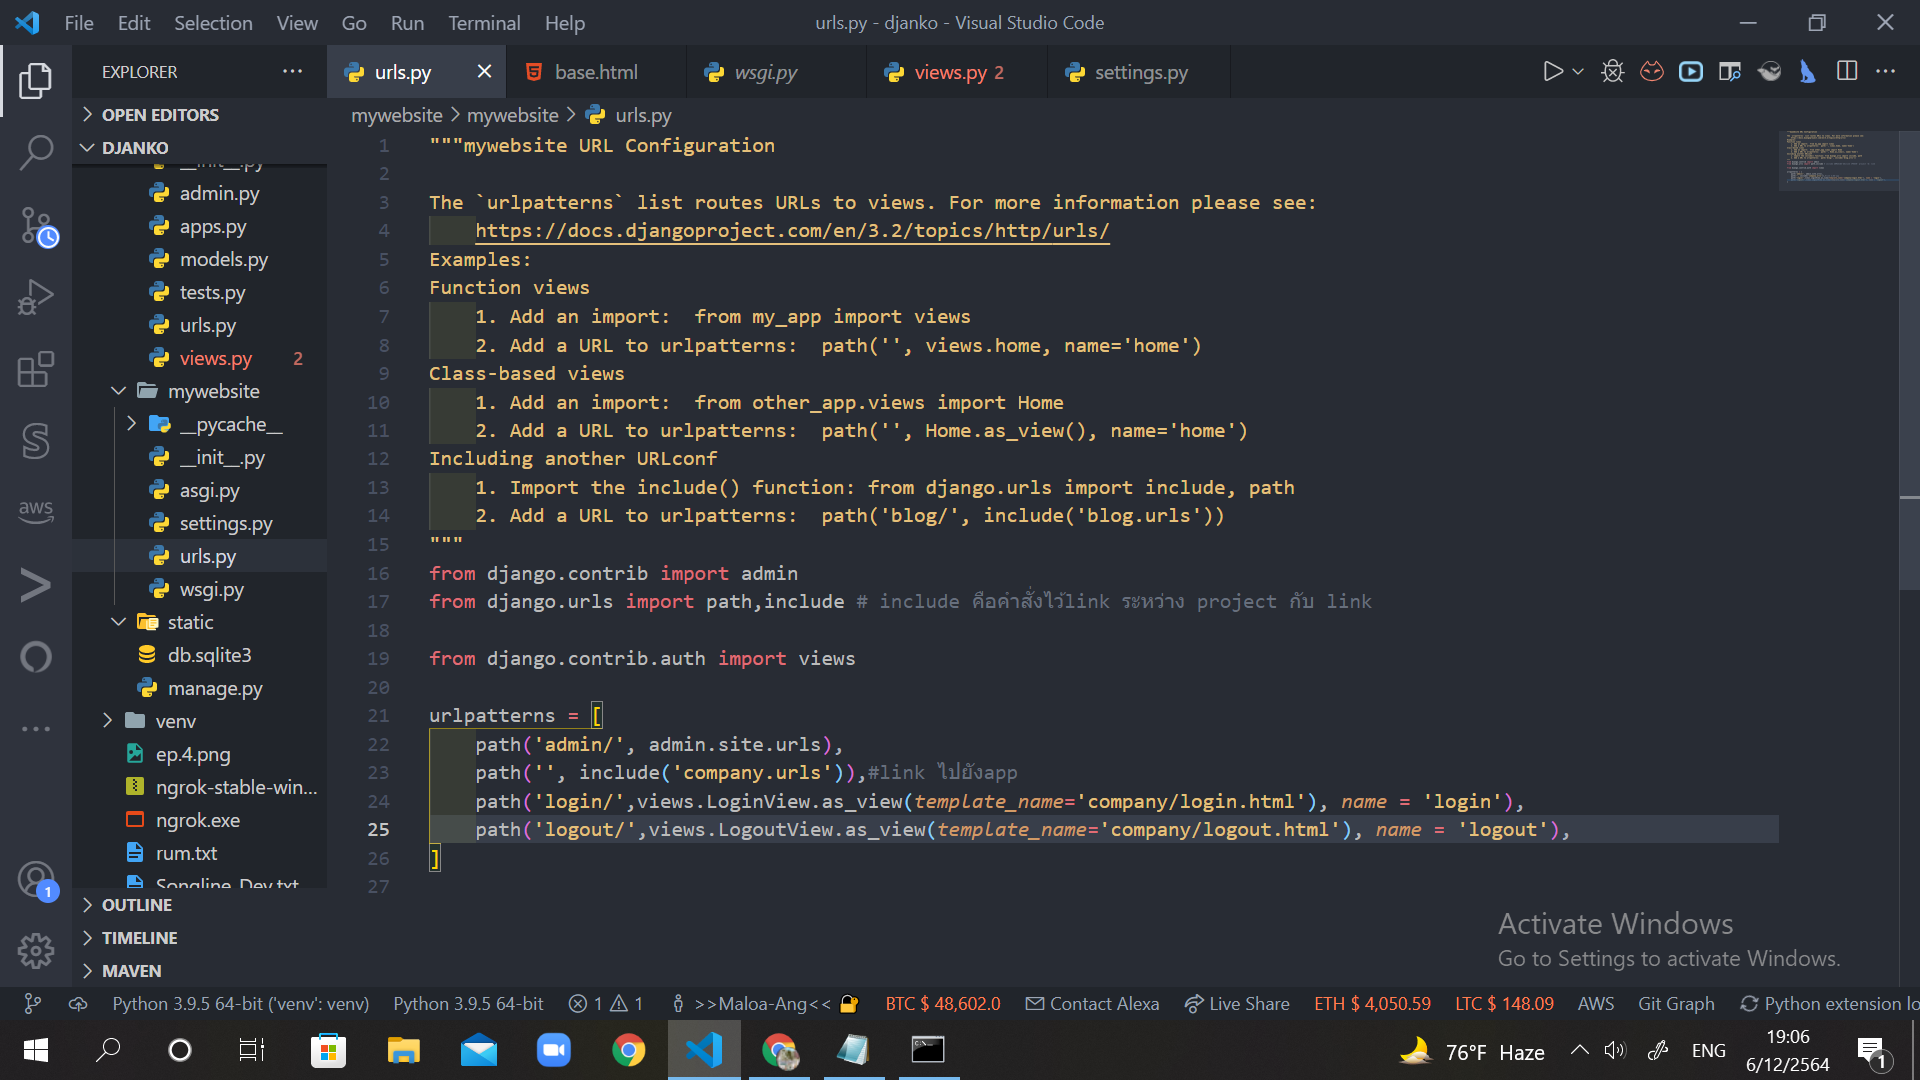 File Edit Selection View Go Run Terminal Help
urls.py - djanko - Visual Studio Code
EXPLORER
urls.py
base.html
wsgi.py
views.py 2
settings.py
OPEN EDITORS
DJANKO
__init__.py
admin.py
apps.py
models.py
tests.py
urls.py
views.py 2
mywebsite
__pycache__
__init__.py
asgi.py
settings.py
urls.py
wsgi.py
static
db.sqlite3
manage.py
venv
ep.4.png
ngrok-stable-win...
ngrok.exe
rum.txt
Songline_Dev.txt
OUTLINE
TIMELINE
MAVEN
aws
1
mywebsite > mywebsite > urls.py
1 """mywebsite URL Configuration
2
3 The `urlpatterns` list routes URLs to views. For more information please see:
4     https://docs.djangoproject.com/en/3.2/topics/http/urls/
5 Examples:
6 Function views
7     1. Add an import:  from my_app import views
8     2. Add a URL to urlpatterns:  path('', views.home, name='home')
9 Class-based views
10     1. Add an import:  from other_app.views import Home
11     2. Add a URL to urlpatterns:  path('', Home.as_view(), name='home')
12 Including another URLconf
13     1. Import the include() function: from django.urls import include, path
14     2. Add a URL to urlpatterns:  path('blog/', include('blog.urls'))
15 """
16 from django.contrib import admin
17 from django.urls import path,include # include คือคำสั่งไว้link ระหว่าง project กับ link
18
19 from django.contrib.auth import views
20
21 urlpatterns = [
22     path('admin/', admin.site.urls),
23     path('', include('company.urls')),#link ไปยังapp
24     path('login/',views.LoginView.as_view(template_name='company/login.html'), name = 'login'),
25     path('logout/',views.LogoutView.as_view(template_name='company/logout.html'), name = 'logout'),
26 ]
27
Activate Windows
Go to Settings to activate Windows.
Python 3.9.5 64-bit ('venv': venv) Python 3.9.5 64-bit 1 1 >>Maloa-Ang<< BTC $ 48,602.0 Contact Alexa Live Share ETH $ 4,050.59 LTC $ 148.09 AWS Git Graph Python extension lo
76°F Haze ENG
19:06
6/12/2564
1